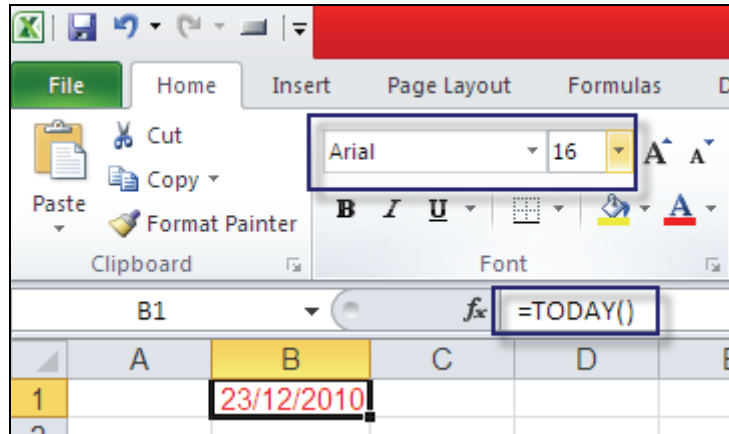 File Home Insert Page Layout Formulas D
Cut
Arial 16 A A
Copy
Paste
Format Painter B I U A
Clipboard Font
B1 fx =TODAY()
A B C D
1 23/12/2010